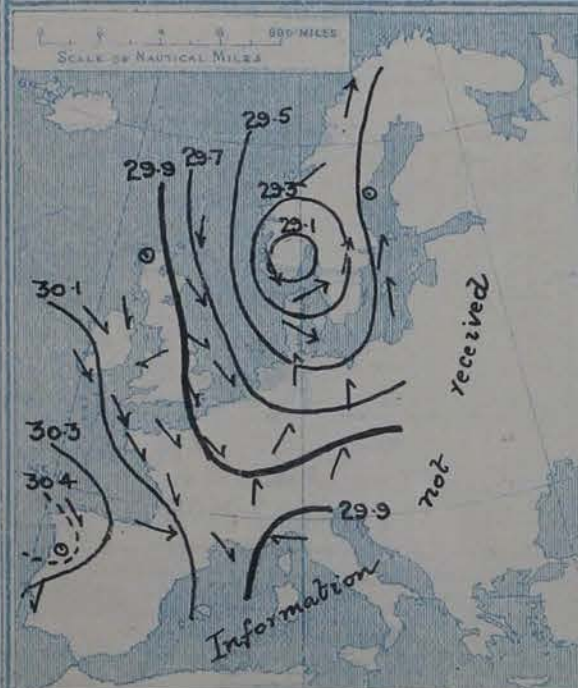 800 MILES
SCALE OF NAUTICAL MILES
29.5
29.9 29.7
29.3
29.1
30.1
30.3
30.4
29.9
Information
not
received